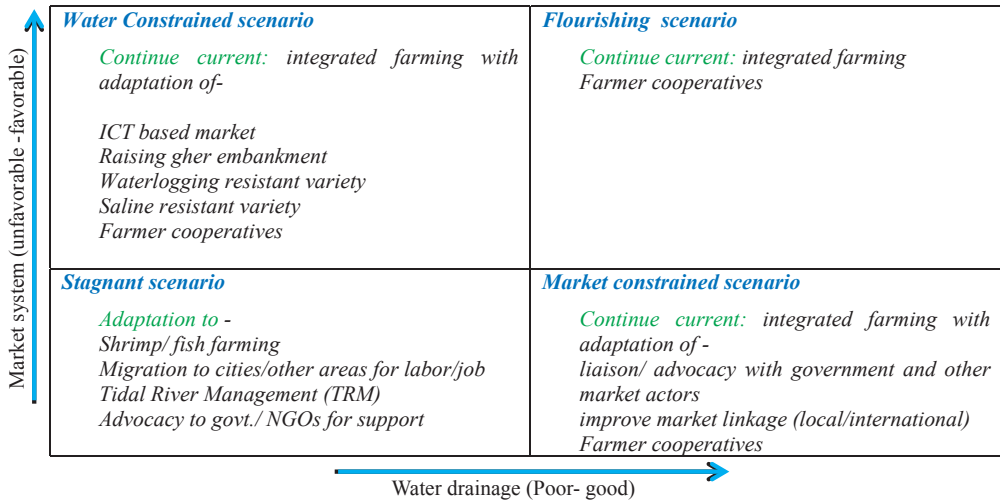 Market system (unfavorable -favorable)
Water Constrained scenario
Continue current: integrated farming with
adaptation of-
ICT based market
Raising gher embankment
Waterlogging resistant variety
Saline resistant variety
Farmer cooperatives
Flourishing scenario
Continue current: integrated farming
Farmer cooperatives
Stagnant scenario
Adaptation to -
Shrimp/ fish farming
Migration to cities/other areas for labor/job
Tidal River Management (TRM)
Advocacy to govt./ NGOs for support
Market constrained scenario
Continue current: integrated farming with
adaptation of -
liaison/ advocacy with government and other
market actors
improve market linkage (local/international)
Farmer cooperatives
Water drainage (Poor- good)